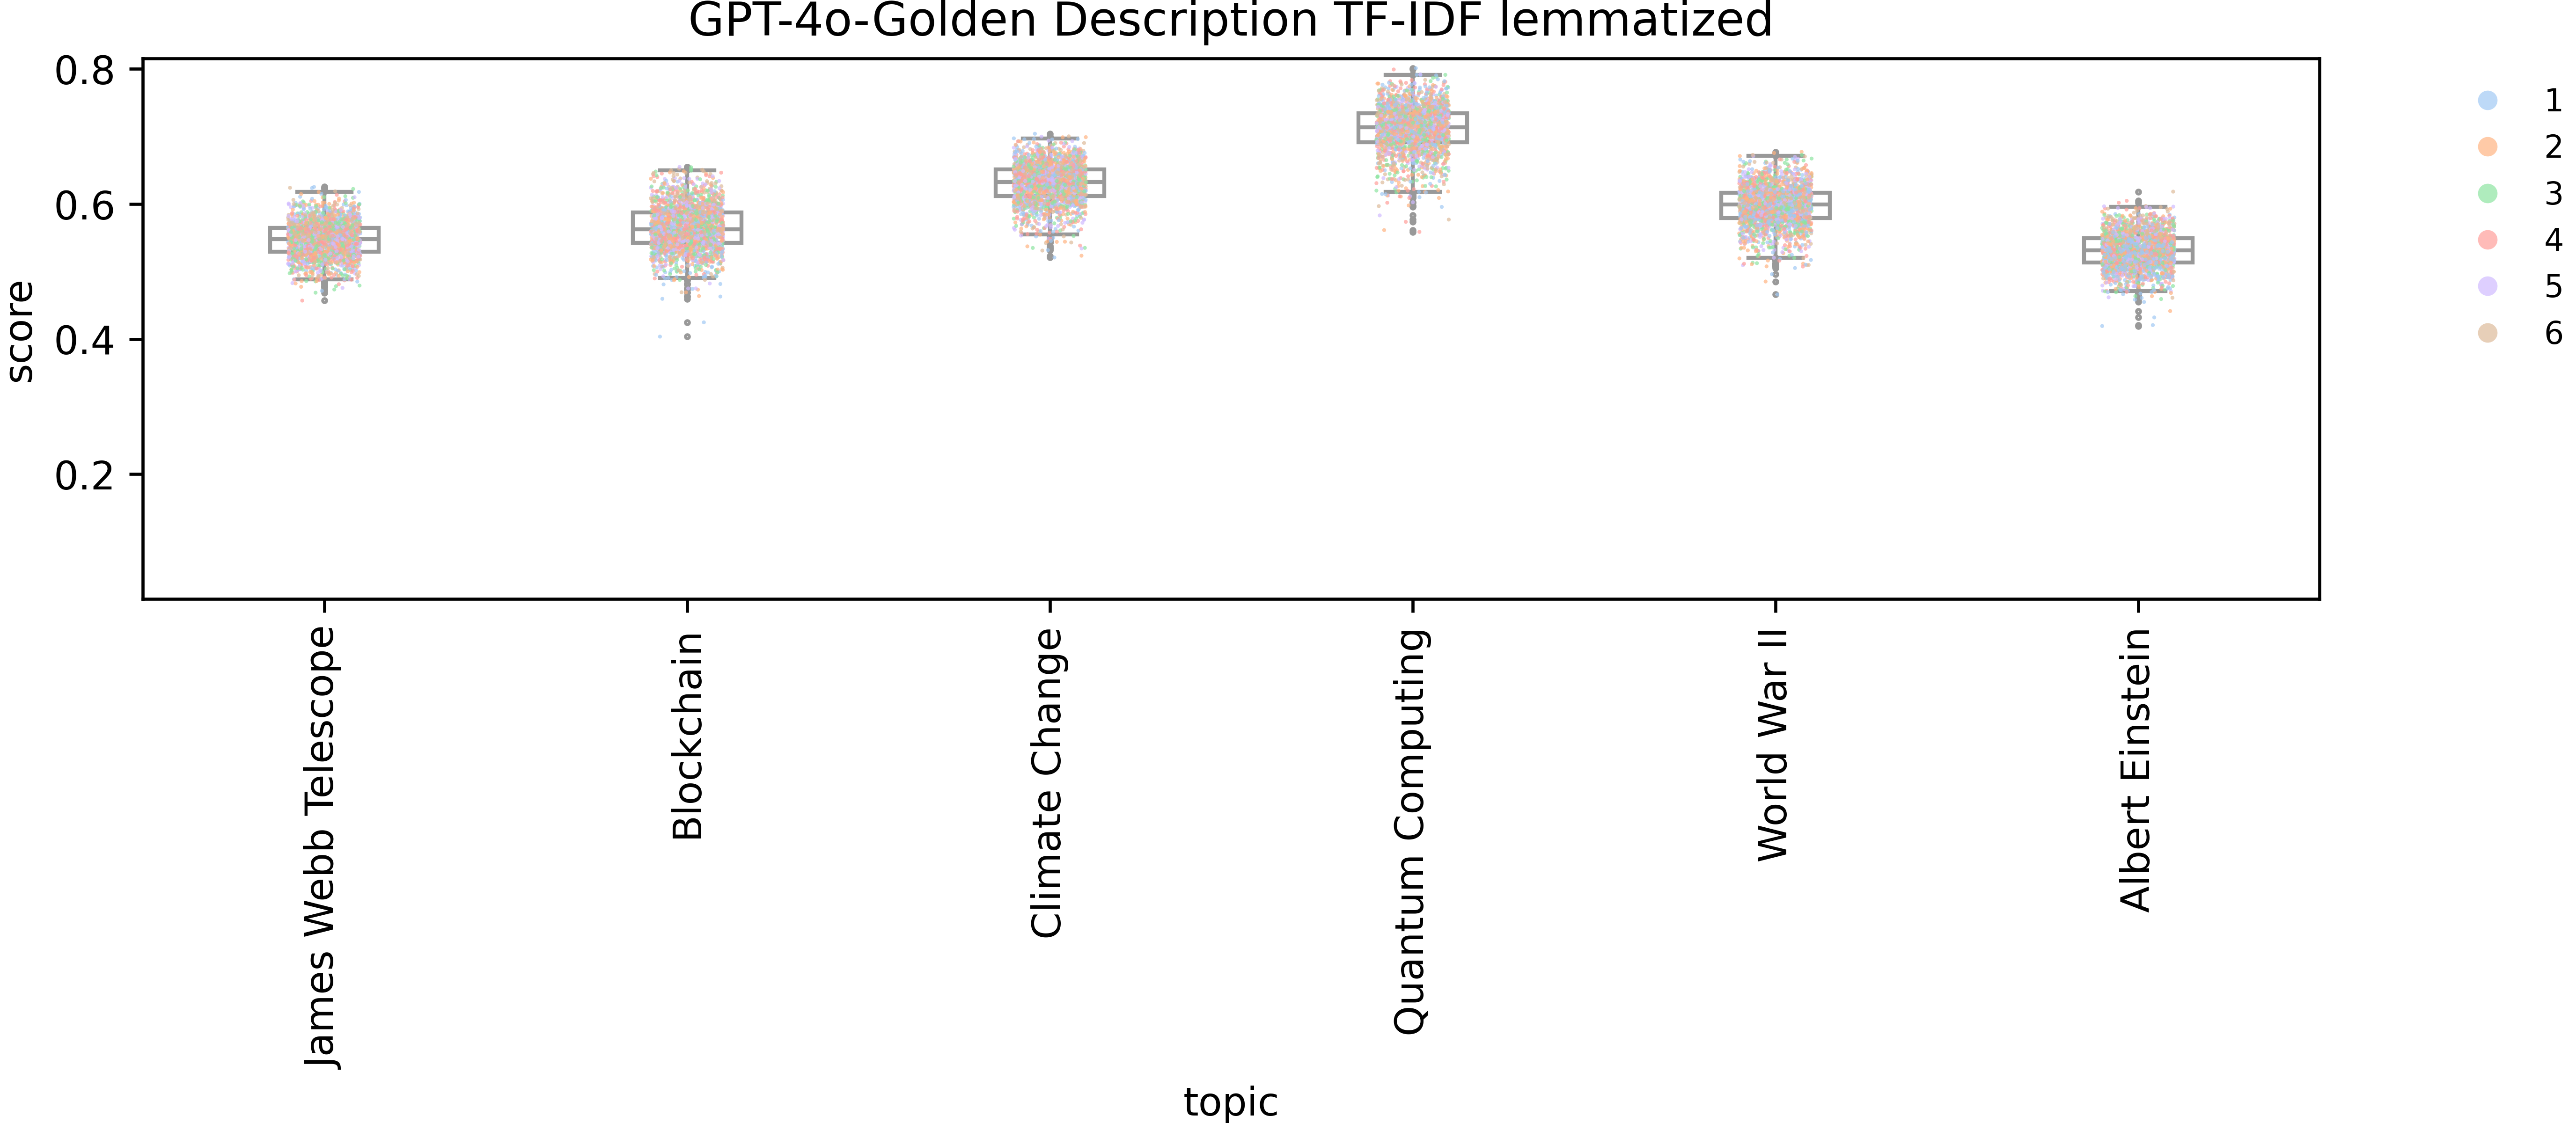 GPT-4o-Golden Description TF-IDF lemmatized
score
0.8
0.6
0.4
0.2
1
2
3
4
5
6
James Webb Telescope
Blockchain
Climate Change
Quantum Computing
World War II
Albert Einstein
topic